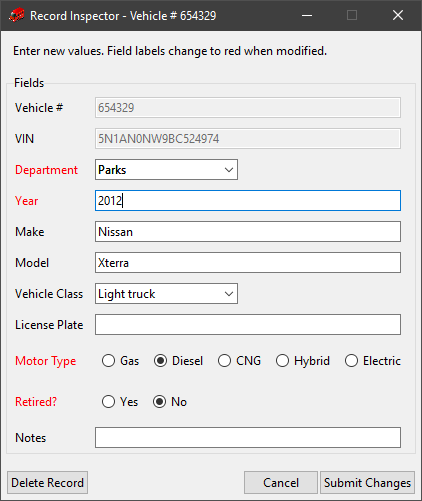 Record Inspector - Vehicle # 654329
Enter new values. Field labels change to red when modified.
Fields
Vehicle # 654329
VIN 5N1AN0NW9BC524974
Department Parks
Year 2012
Make Nissan
Model Xterra
Vehicle Class Light truck
License Plate
Motor Type Gas Diesel CNG Hybrid Electric
Retired? Yes No
Notes
Delete Record Cancel Submit Changes